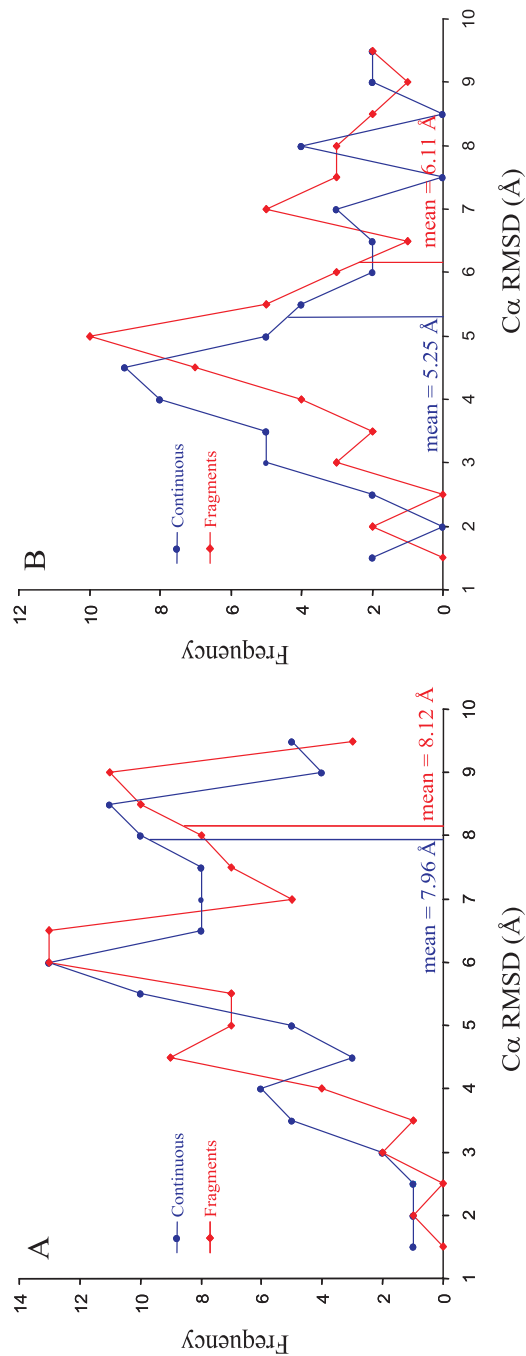 A
14
12
10
8
6
4
2
0
Frequency
Continuous
Fragments
mean = 7.96 Å
mean = 8.12 Å
1 2 3 4 5 6 7 8 9 10
Cα RMSD (Å)
B
12
10
8
6
4
2
0
Frequency
Continuous
Fragments
mean = 5.25 Å
mean = 6.11 Å
1 2 3 4 5 6 7 8 9 10
Cα RMSD (Å)